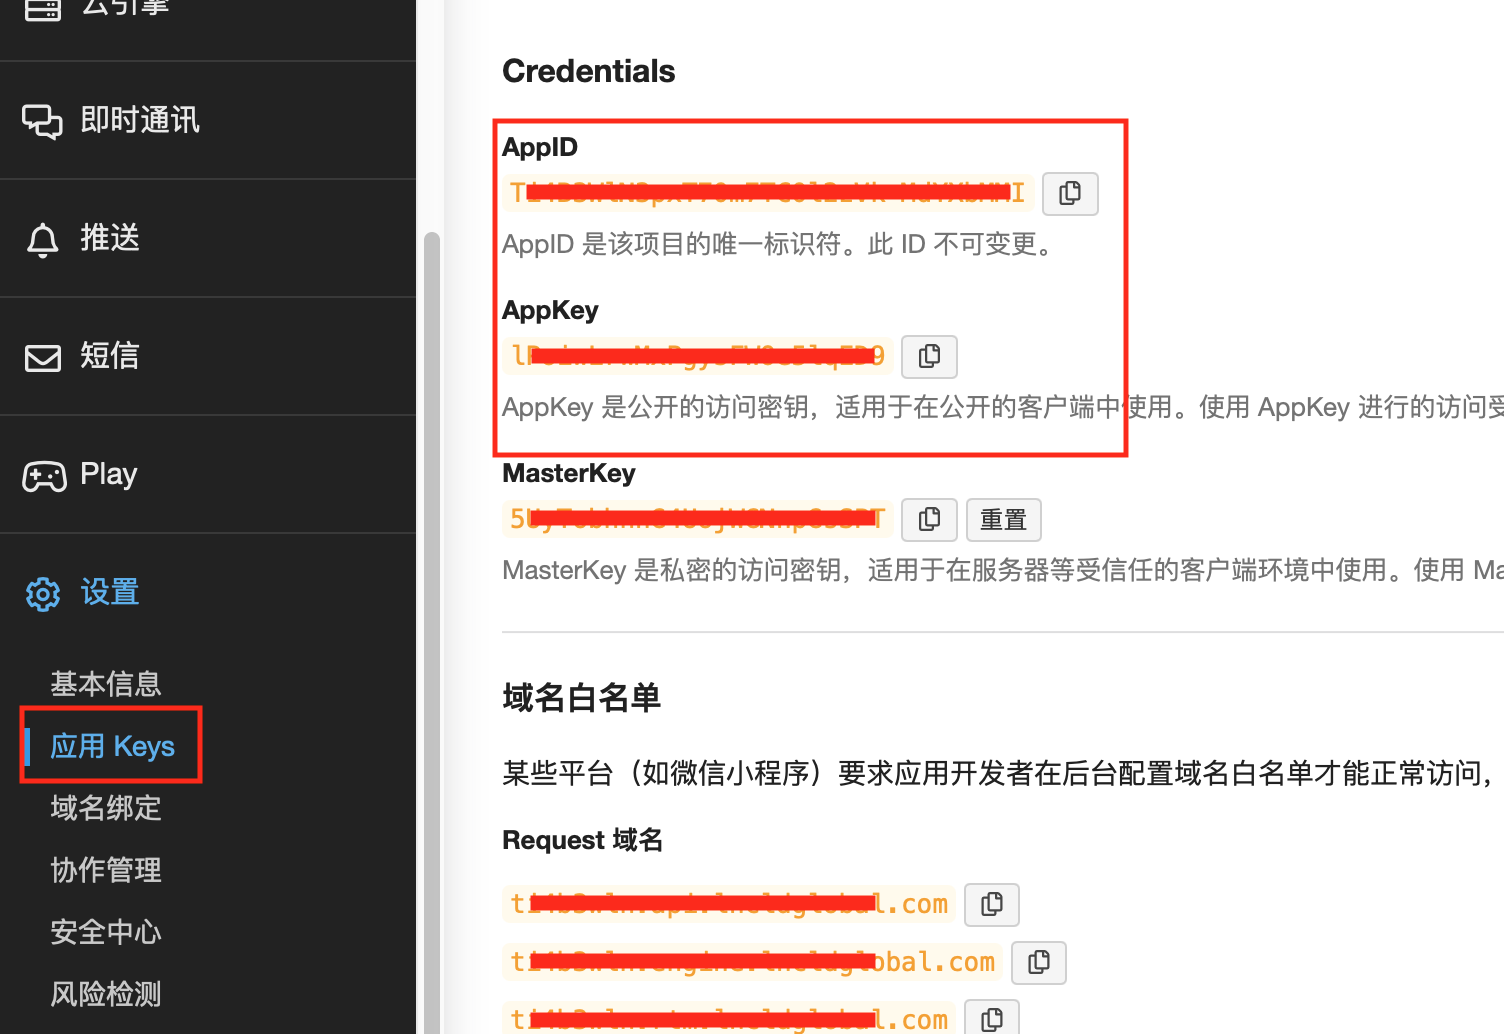 云引擎
即时通讯
推送
短信
Play
设置
基本信息
应用 Keys
域名绑定
协作管理
安全中心
风险检测
Credentials
AppID
AppID 是该项目的唯一标识符。此 ID 不可变更。
AppKey
AppKey 是公开的访问密钥，适用于在公开的客户端中使用。使用 AppKey 进行的访问受
MasterKey
重置
MasterKey 是私密的访问密钥，适用于在服务器等受信任的客户端环境中使用。使用 Ma
域名白名单
某些平台（如微信小程序）要求应用开发者在后台配置域名白名单才能正常访问，
Request 域名
l.com
obal.com
l.com